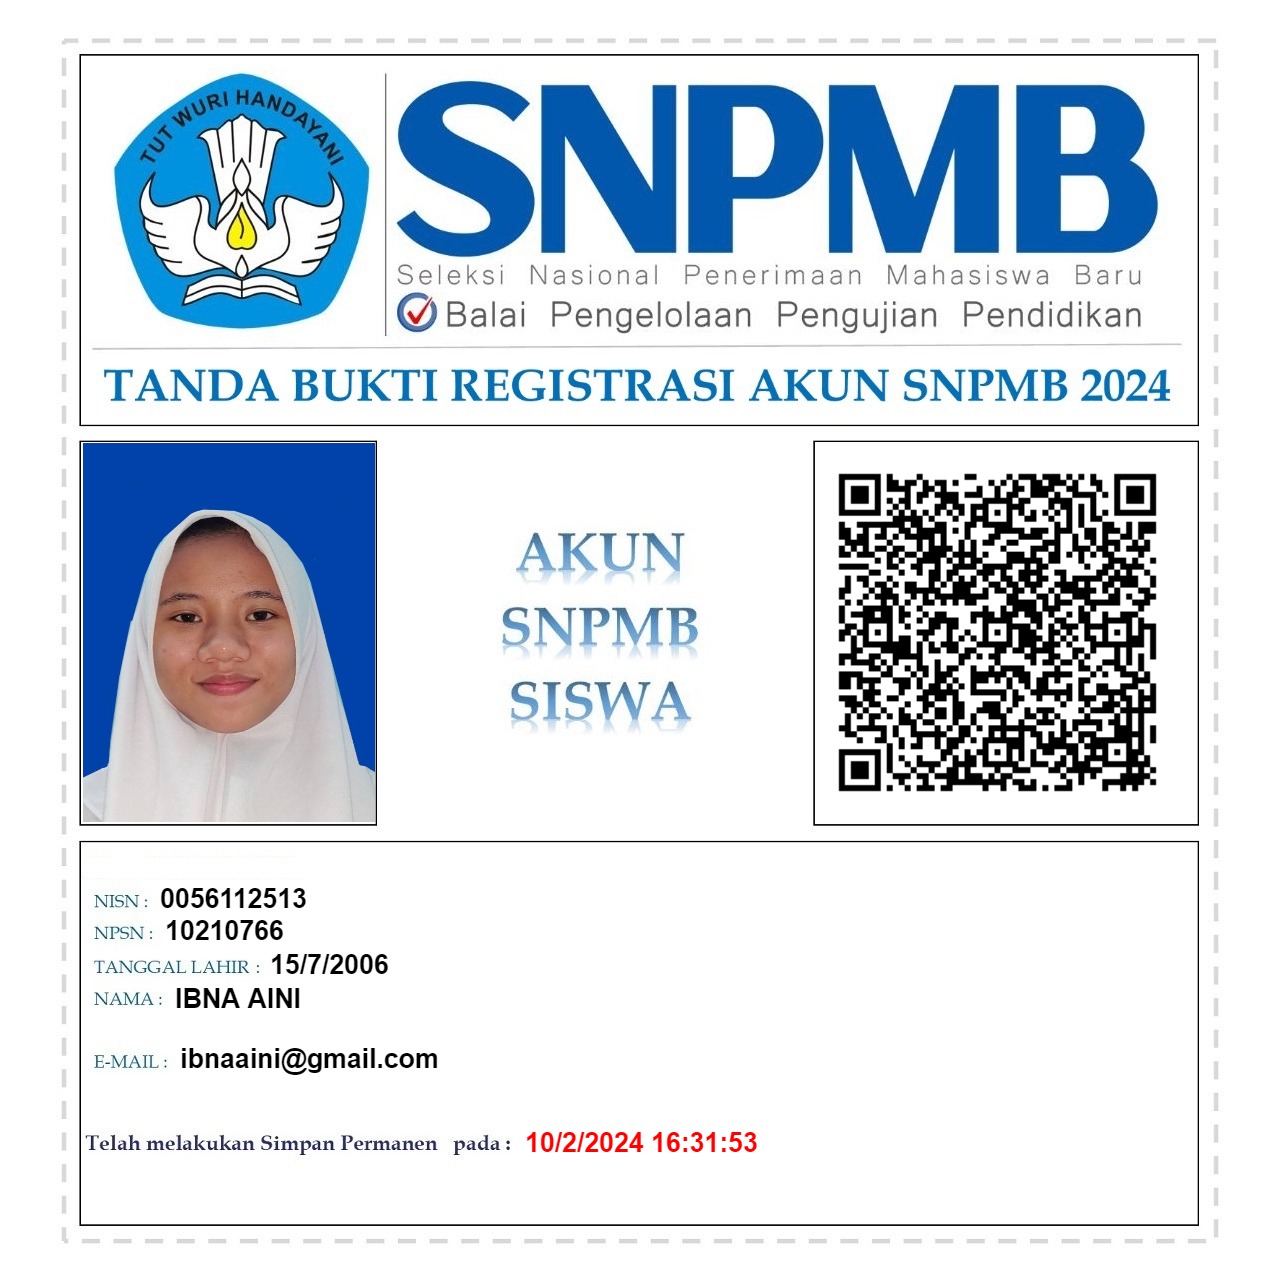 TUT WURI HANDAYANI
SNPMB
Seleksi Nasional Penerimaan Mahasiswa Baru
Balai Pengelolaan Pengujian Pendidikan
TANDA BUKTI REGISTRASI AKUN SNPMB 2024
AKUN
SNPMB
SISWA
NISN : 0056112513
NPSN : 10210766
TANGGAL LAHIR : 15/7/2006
NAMA : IBNA AINI
E-MAIL : ibnaaini@gmail.com
Telah melakukan Simpan Permanen pada : 10/2/2024 16:31:53